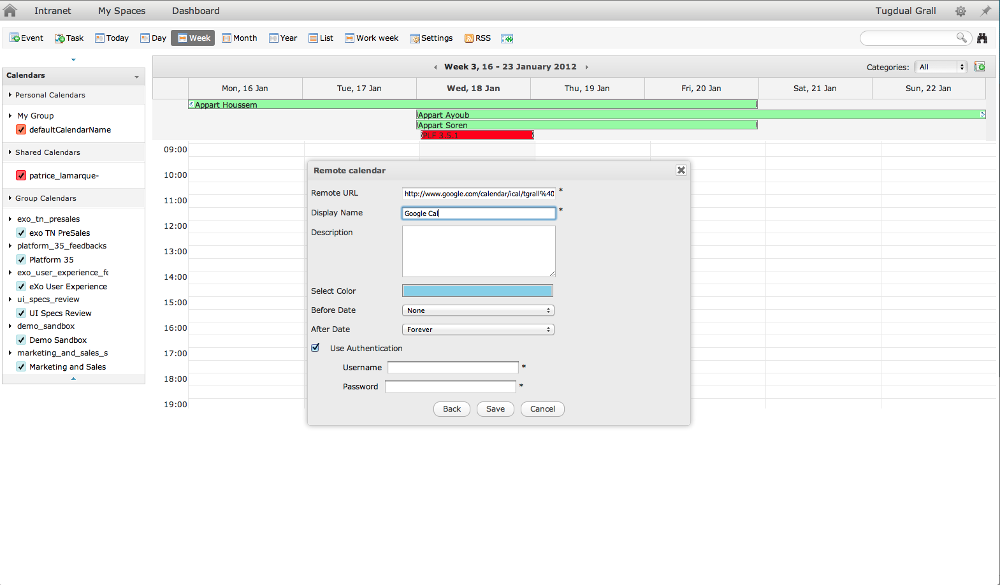 Intranet My Spaces Dashboard Tugdual Grall
Event Task Today Day Week Month Year List Work week Settings RSS
Calendars
Personal Calendars
My Group
defaultCalendarName
Shared Calendars
patrice_lamarque-
Group Calendars
exo_tn_presales
exo TN PreSales
platform_35_feedbacks
Platform 35
exo_user_experience_fe
eXo User Experience
ui_specs_review
UI Specs Review
demo_sandbox
Demo Sandbox
marketing_and_sales_s
Marketing and Sales
Week 3, 16 - 23 January 2012
Categories: All
Mon, 16 Jan Tue, 17 Jan Wed, 18 Jan Thu, 19 Jan Fri, 20 Jan Sat, 21 Jan Sun, 22 Jan
Appart Houssem
Appart Ayoub
Appart Soren
PLF 3.5.1
09:00
10:00
11:00
12:00
13:00
14:00
15:00
16:00
17:00
18:00
19:00
Remote calendar
Remote URL http://www.google.com/calendar/ical/tgrall%40 *
Display Name Google Cal *
Description
Select Color
Before Date None
After Date Forever
Use Authentication
Username *
Password *
Back Save Cancel